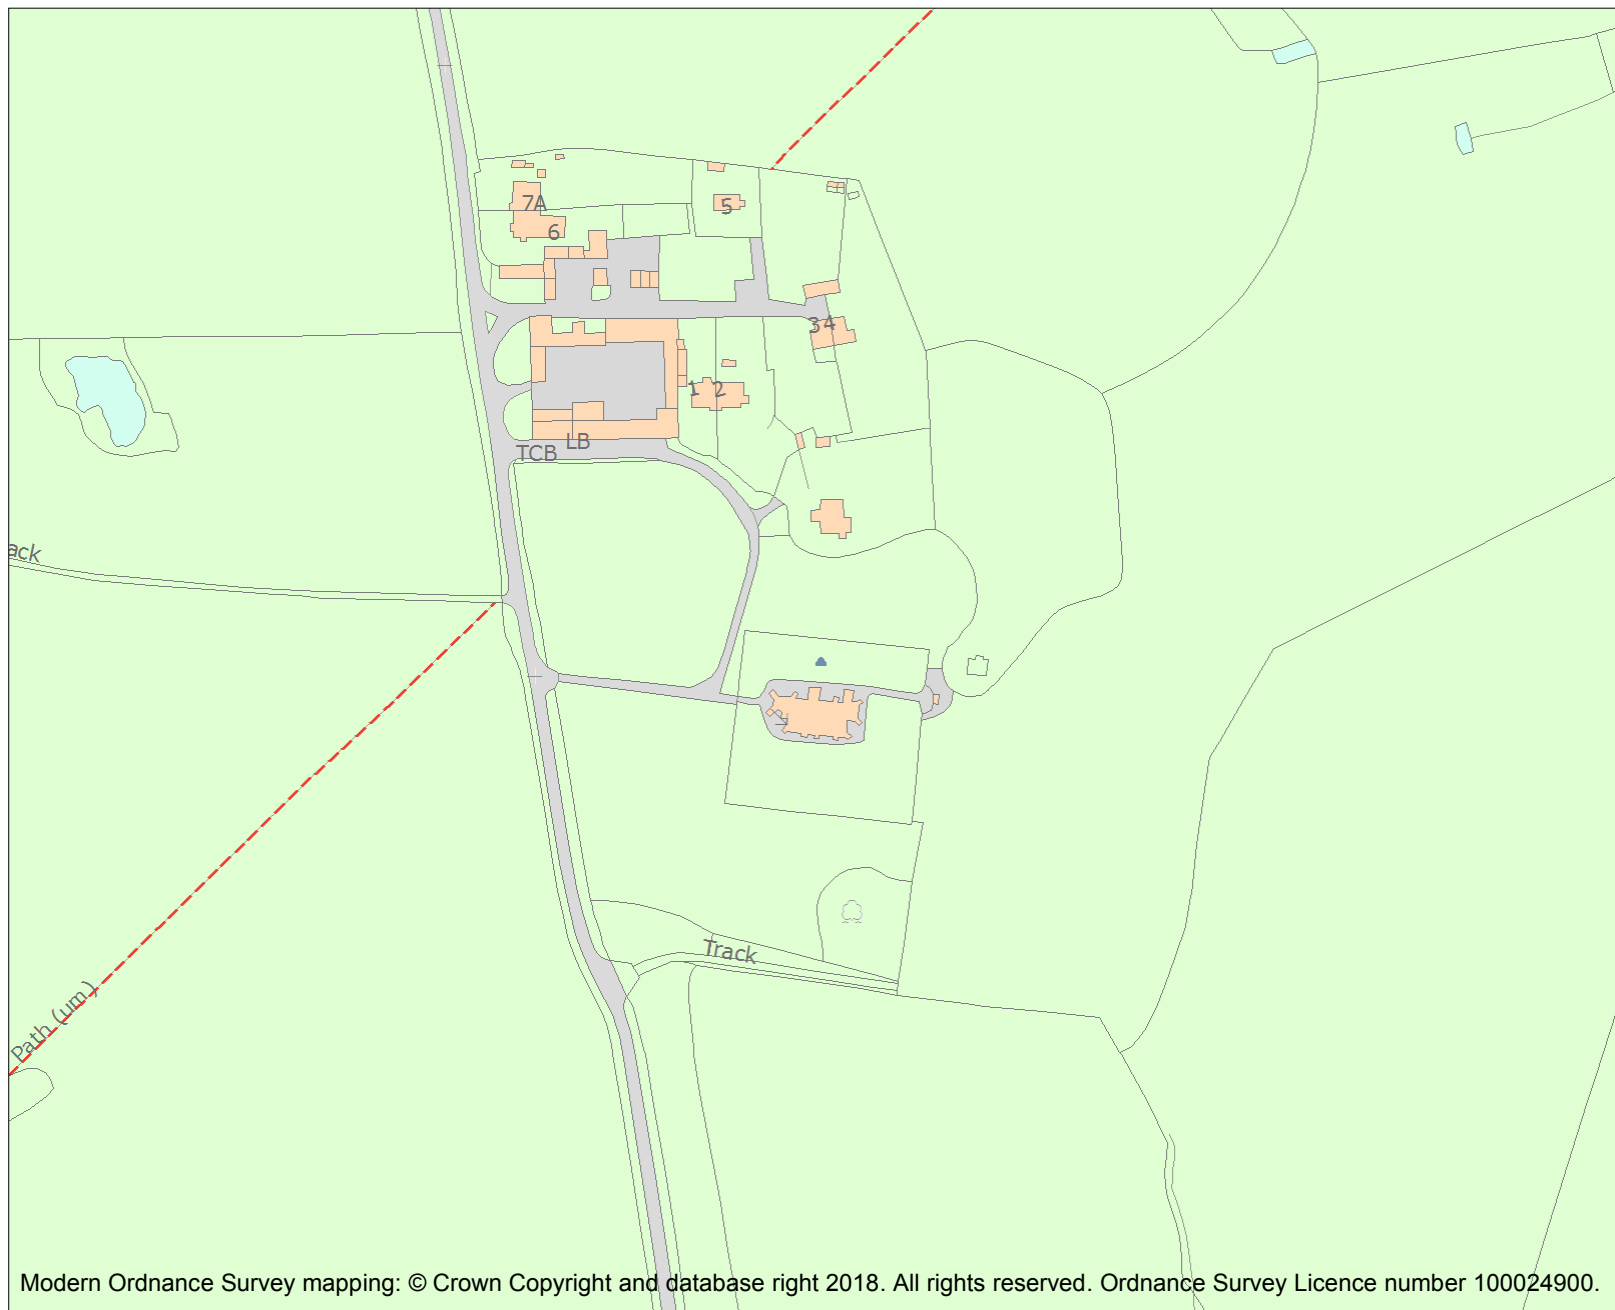 7A
5
6
3 4
1 2
LB
TCB
ack
Track
Path (um)
Modern Ordnance Survey mapping: © Crown Copyright and database right 2018. All rights reserved. Ordnance Survey Licence number 100024900.